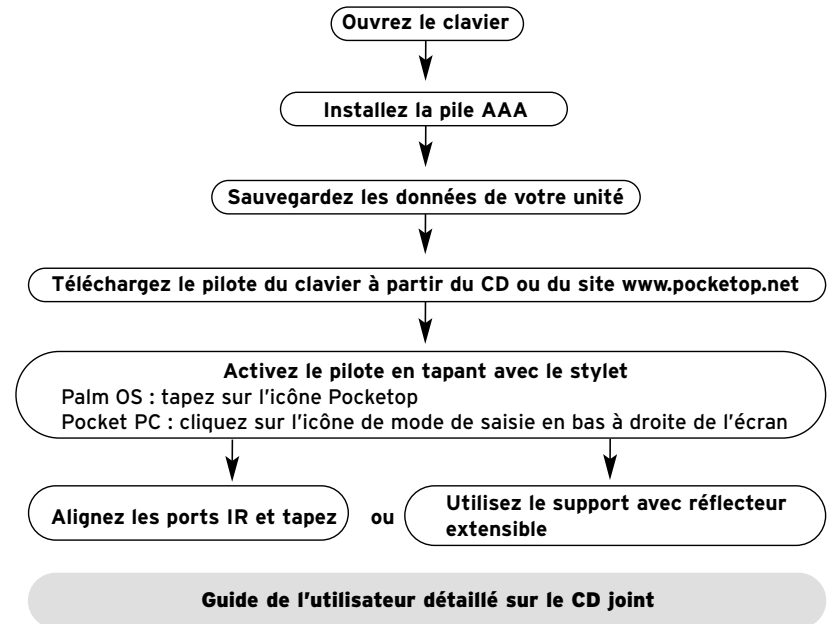 Ouvrez le clavier
Installez la pile AAA
Sauvegardez les données de votre unité
Téléchargez le pilote du clavier à partir du CD ou du site www.pocketop.net
Activez le pilote en tapant avec le stylet
Palm OS : tapez sur l'icône Pocketop
Pocket PC : cliquez sur l'icône de mode de saisie en bas à droite de l'écran
Alignez les ports IR et tapez
ou
Utilisez le support avec réflecteur
extensible
Guide de l'utilisateur détaillé sur le CD joint